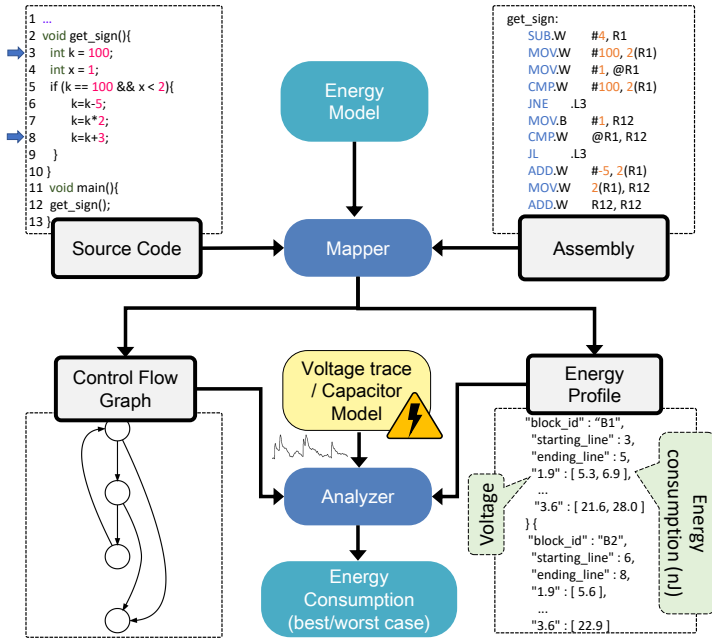 1 ...
2 void get_sign(){
3 int k = 100;
4 int x = 1;
5 if (k == 100 && x < 2){
6 k=k-5;
7 k=k*2;
8 k=k+3;
9 }
10 }
11 void main(){
12 get_sign();
13 }
Source Code
Energy
Model
get_sign:
SUB.W #4, R1
MOV.W #100, 2(R1)
MOV.W #1, @R1
CMP.W #100, 2(R1)
JNE .L3
MOV.B #1, R12
CMP.W @R1, R12
JL .L3
ADD.W #-5, 2(R1)
MOV.W 2(R1), R12
ADD.W R12, R12
Assembly
Mapper
Control Flow
Graph
Voltage trace
/ Capacitor
Model
Energy
Profile
Analyzer
Energy
Consumption
(best/worst case)
"block_id" : "B1",
"starting_line" : 3,
"ending_line" : 5,
"1.9" : [ 5.3, 6.9 ],
...
"3.6" : [ 21.6, 28.0 ]
} {
"block_id" : "B2",
"starting_line" : 6,
"ending_line" : 8,
"1.9" : [ 5.6 ],
...
"3.6" : [ 22.9 ]
Voltage
Energy
consumption (nJ)